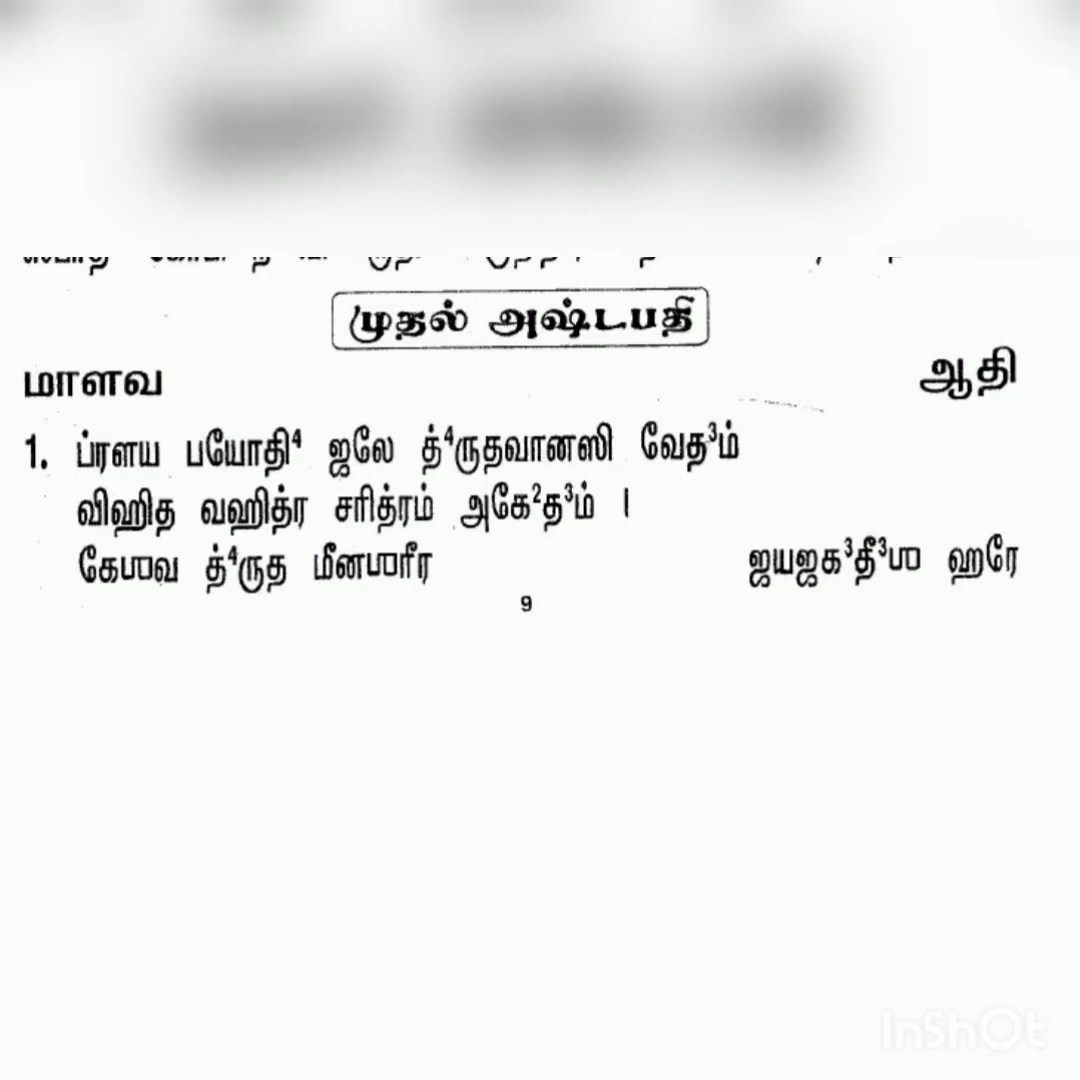 முதல் அஷ்டபதி
மாளவ ஆதி
1. ப்ரளய பயோதி⁴ ஜலே த்⁴ருதவானஸி வேத³ம்
விஹித வஹித்ர சரித்ரம் அகே²த³ம் ।
கேஶவ த்⁴ருத மீனஶரீர ஜயஜக³தீ³ஶ ஹரே
9
InShOt